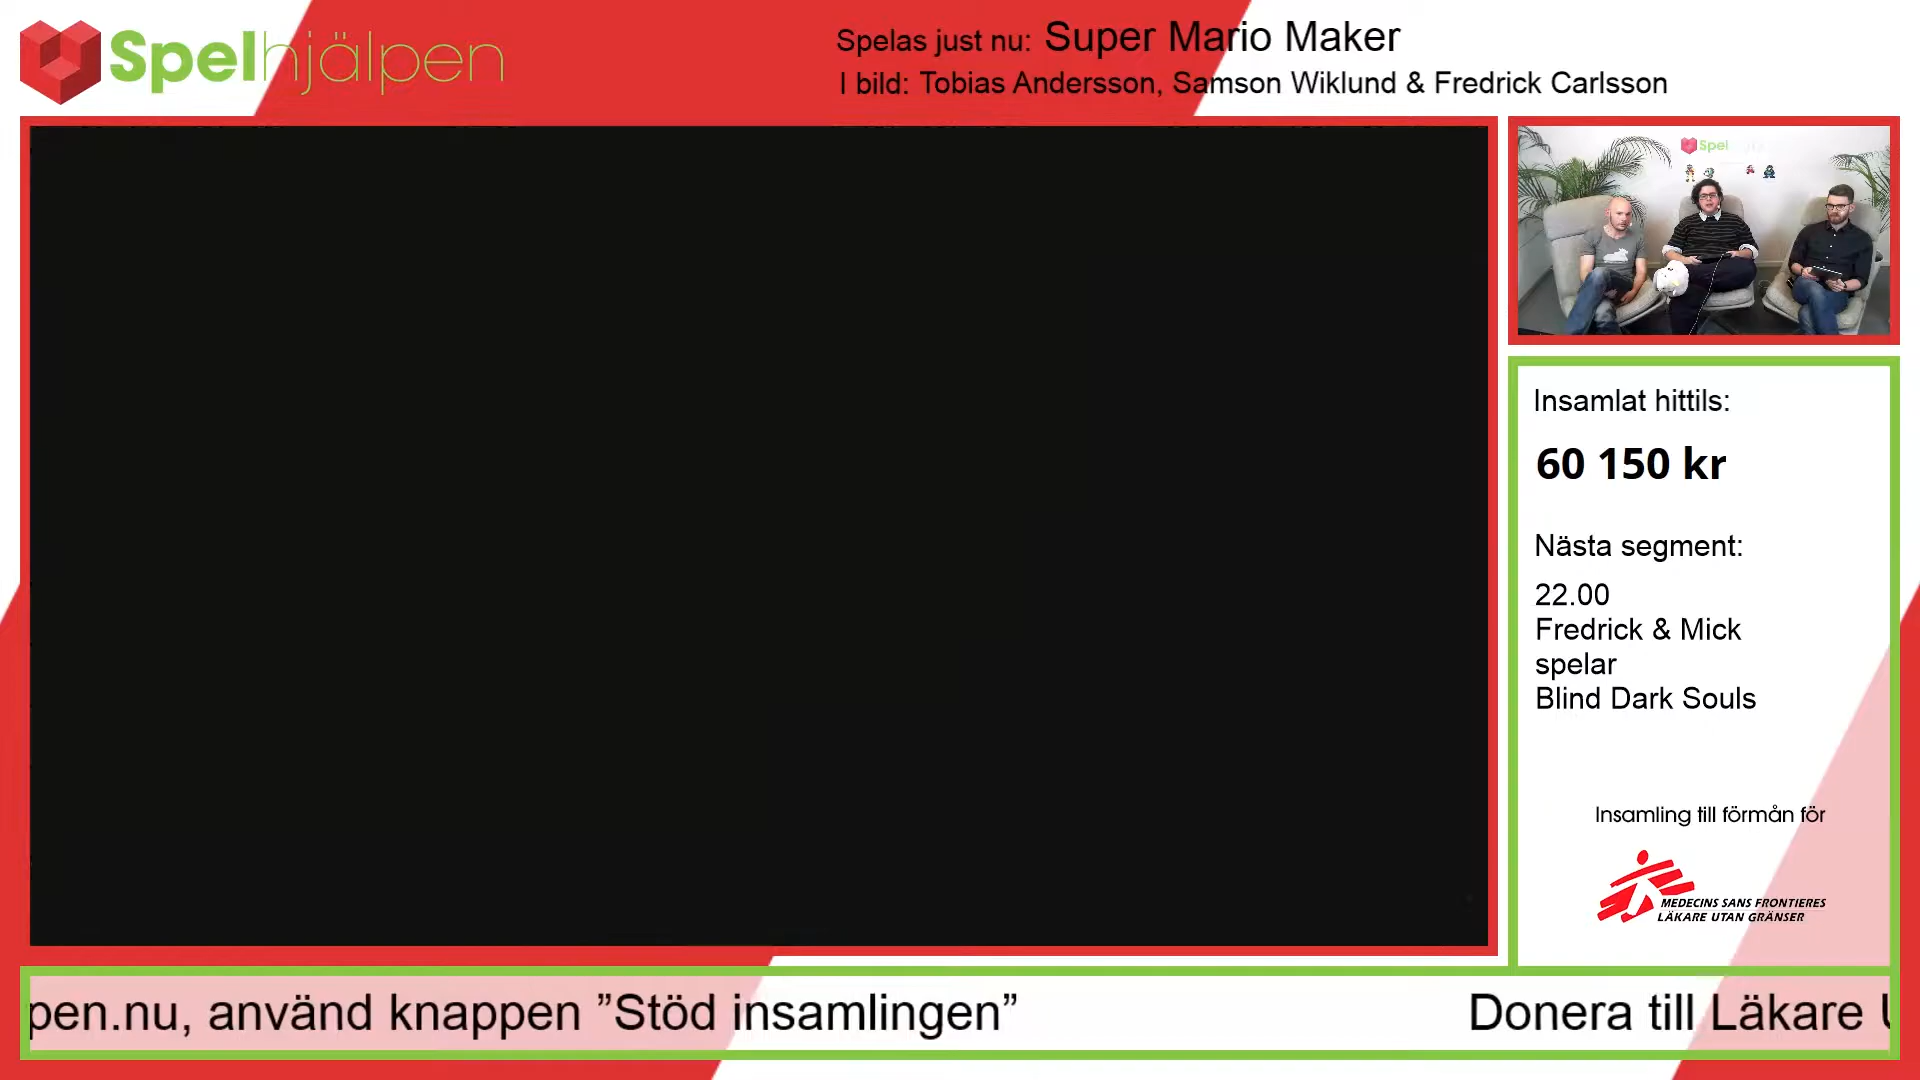 Spelhjälpen
Spelas just nu: Super Mario Maker
I bild: Tobias Andersson, Samson Wiklund & Fredrick Carlsson
Spel
Insamlat hittils:
60 150 kr
Nästa segment:
22.00
Fredrick & Mick
spelar
Blind Dark Souls
Insamling till förmån för
MEDECINS SANS FRONTIERES
LÄKARE UTAN GRÄNSER
pen.nu, använd knappen ”Stöd insamlingen” Donera till Läkare